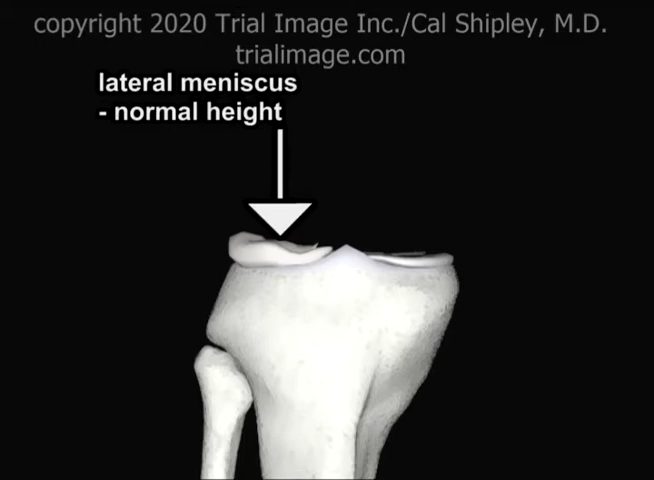 copyright 2020 Trial Image Inc./Cal Shipley, M.D.
trialimage.com
lateral meniscus
- normal height